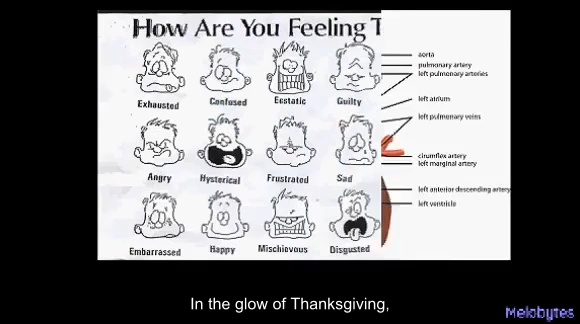 How Are You Feeling T
Exhausted
Confused
Ecstatic
Guilty
Angry
Hysterical
Frustrated
Sad
Embarrassed
Happy
Mischievous
Disgusted
aorta
pulmonary artery
left pulmonary arteries
left atrium
left pulmonary veins
cirumflex artery
left marginal artery
left anterior descending artery
left ventricle
In the glow of Thanksgiving,
Melobytes